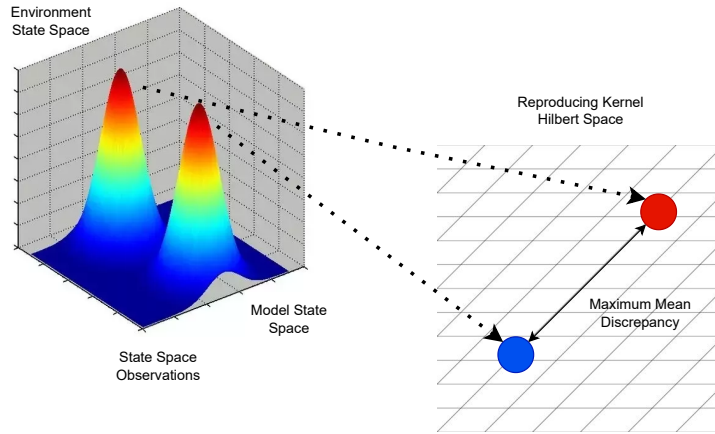 Environment
State Space
Reproducing Kernel
Hilbert Space
Maximum Mean
Discrepancy
Model State
Space
State Space
Observations